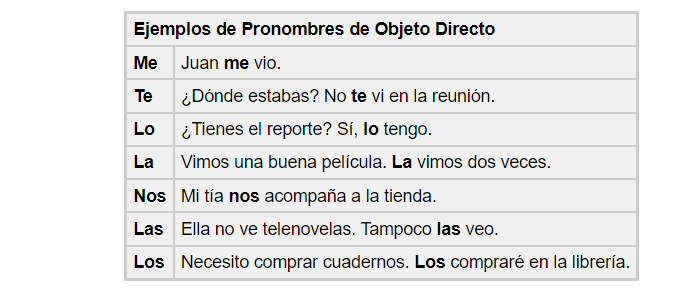 Ejemplos de Pronombres de Objeto Directo
Me Juan me vio.
Te ¿Dónde estabas? No te vi en la reunión.
Lo ¿Tienes el reporte? Sí, lo tengo.
La Vimos una buena película. La vimos dos veces.
Nos Mi tía nos acompaña a la tienda.
Las Ella no ve telenovelas. Tampoco las veo.
Los Necesito comprar cuadernos. Los compraré en la librería.